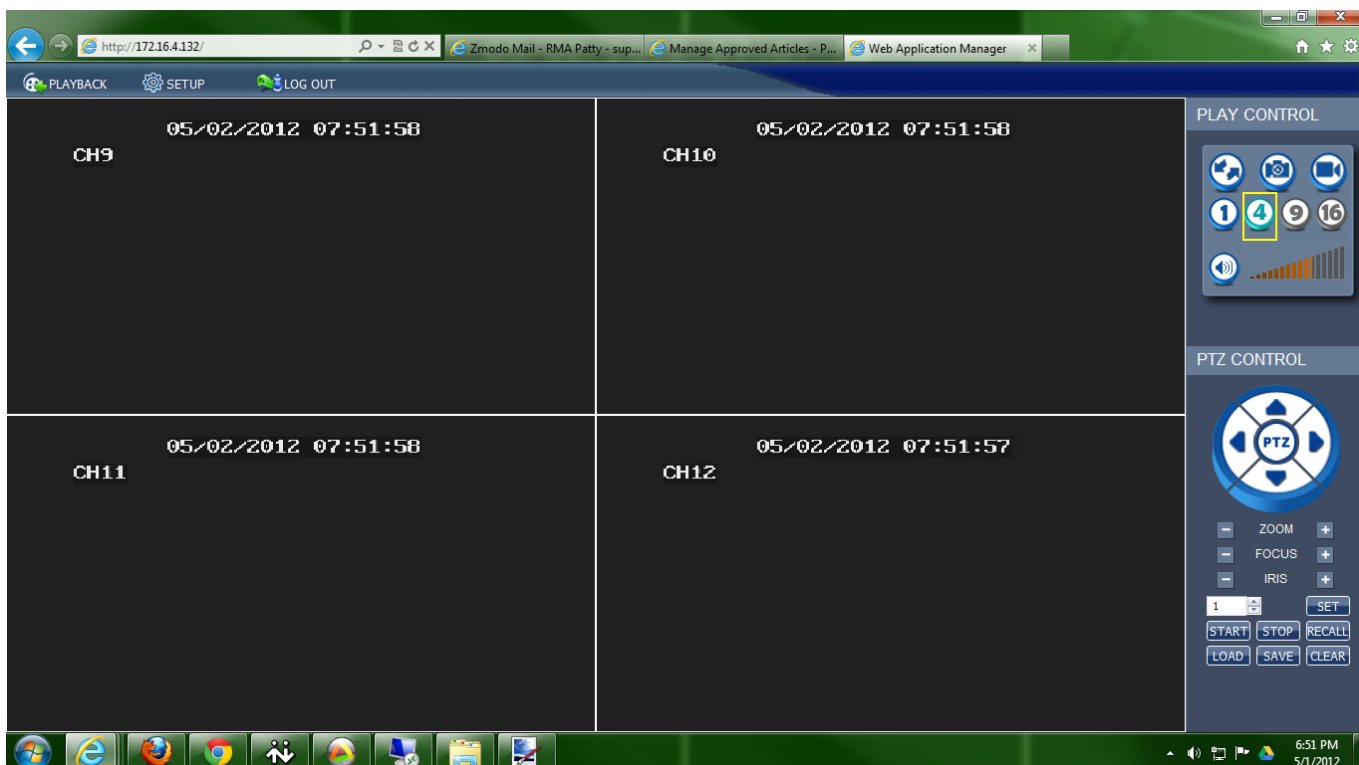 http://172.16.4.132/
Zmodo Mail - RMA Patty - sup...
Manage Approved Articles - P...
Web Application Manager
PLAYBACK
SETUP
LOG OUT
05/02/2012 07:51:58
CH9
05/02/2012 07:51:58
CH10
05/02/2012 07:51:58
CH11
05/02/2012 07:51:57
CH12
PLAY CONTROL
1 4 9 16
PTZ CONTROL
PTZ
ZOOM
FOCUS
IRIS
1 SET
START STOP RECALL
LOAD SAVE CLEAR
6:51 PM
5/1/2012